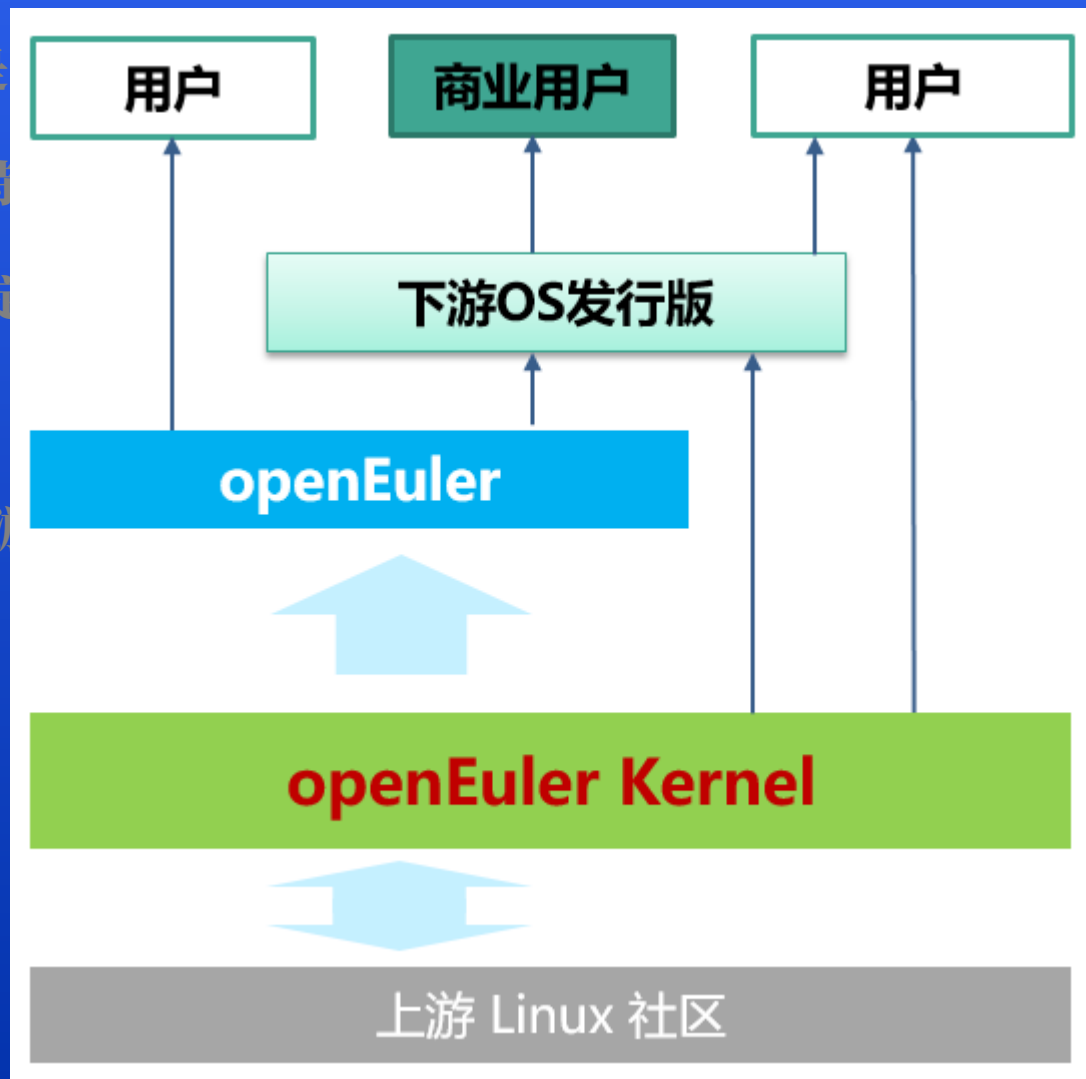 用户
商业用户
用户
下游OS发行版
openEuler
openEuler Kernel
上游 Linux 社区